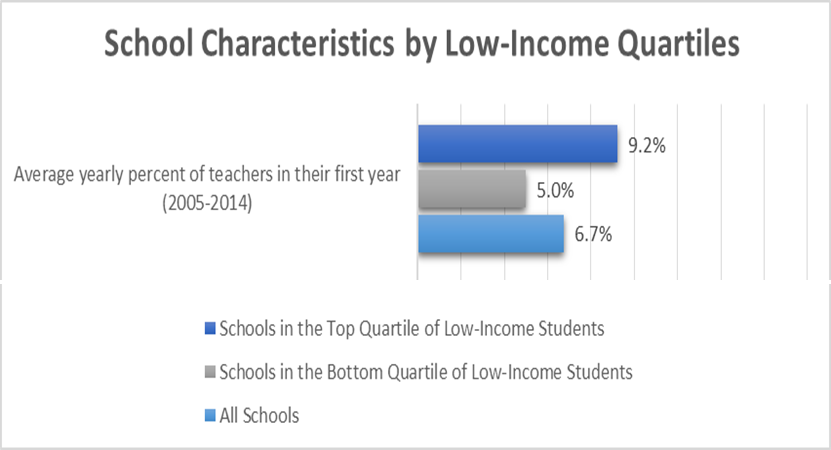 School Characteristics by Low-Income Quartiles
Average yearly percent of teachers in their first year
(2005-2014)
9.2%
5.0%
6.7%
Schools in the Top Quartile of Low-Income Students
Schools in the Bottom Quartile of Low-Income Students
All Schools